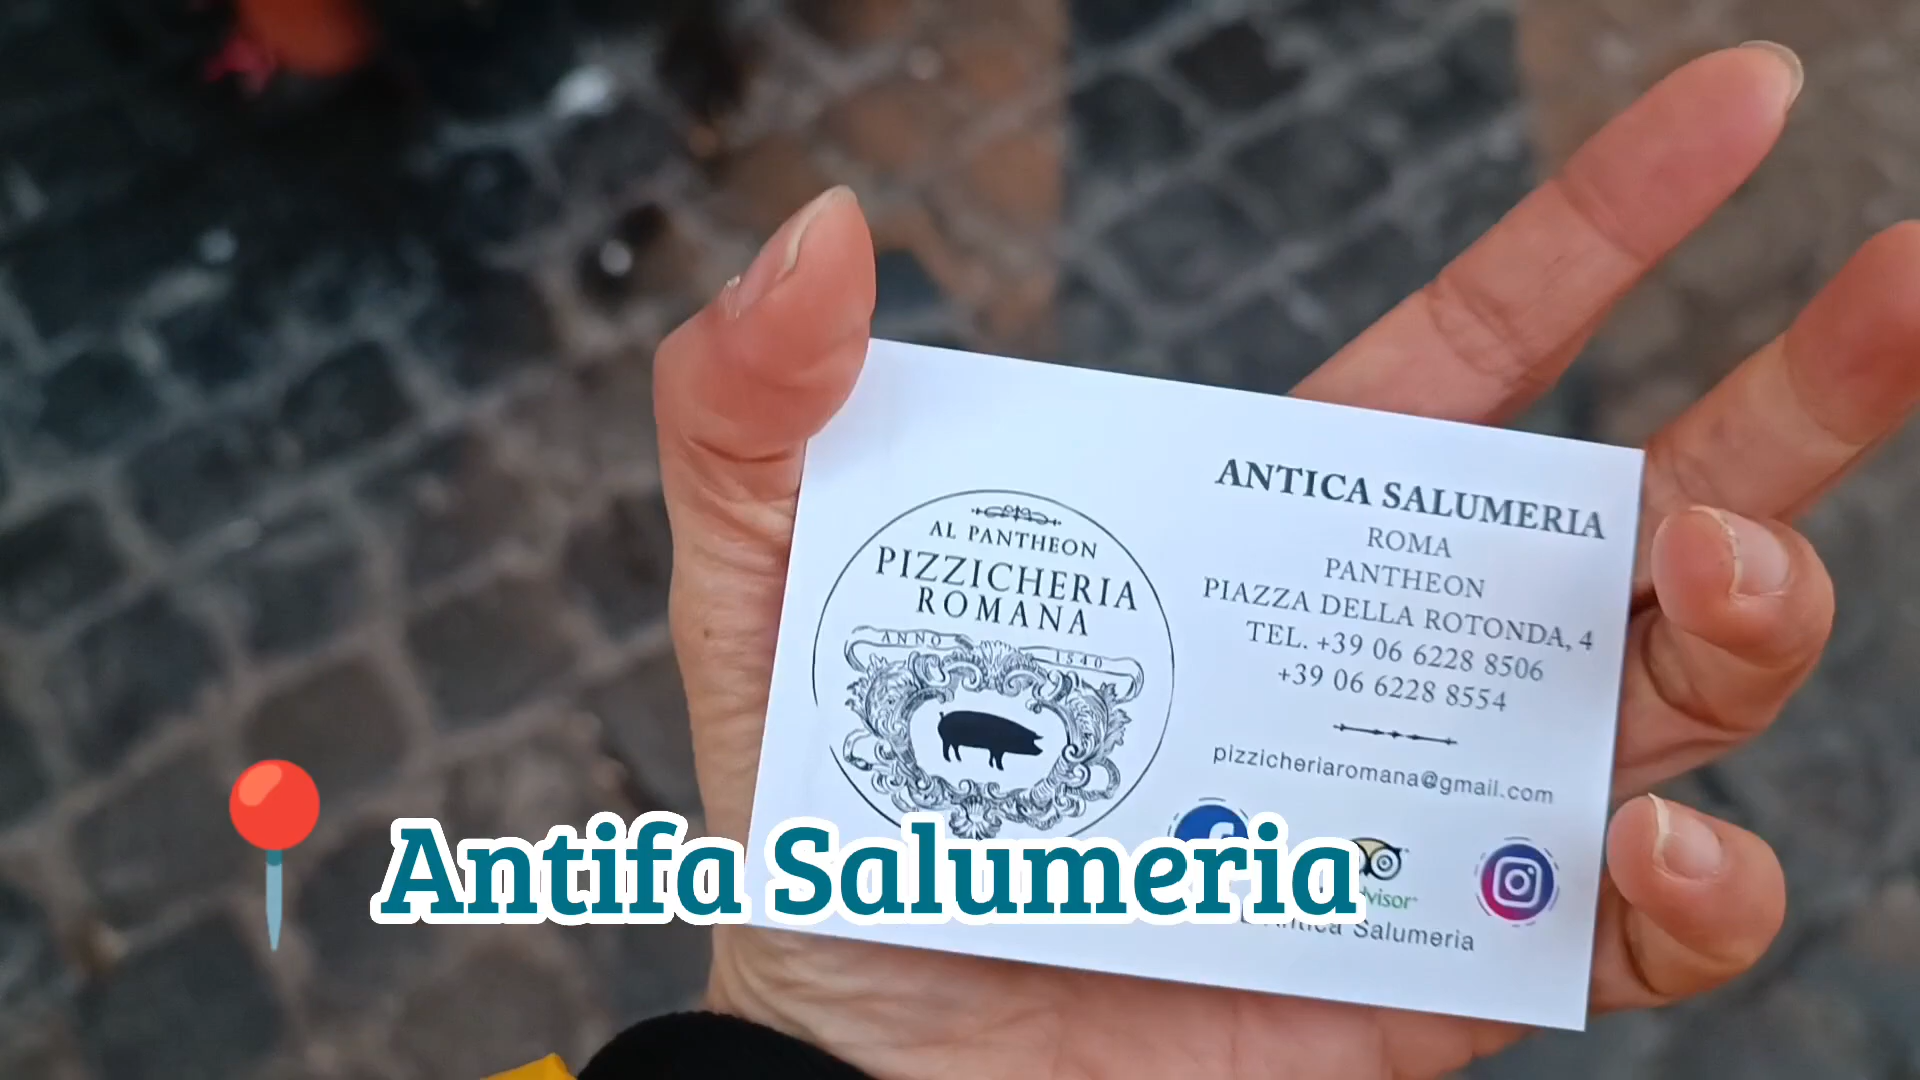 AL PANTHEON
PIZZICHERIA
ROMANA
ANNO 1540
ANTICA SALUMERIA
ROMA
PANTHEON
PIAZZA DELLA ROTONDA, 4
TEL. +39 06 6228 8506
+39 06 6228 8554
pizzicheriaromana@gmail.com
Antifa Salumeria
Antica Salumeria